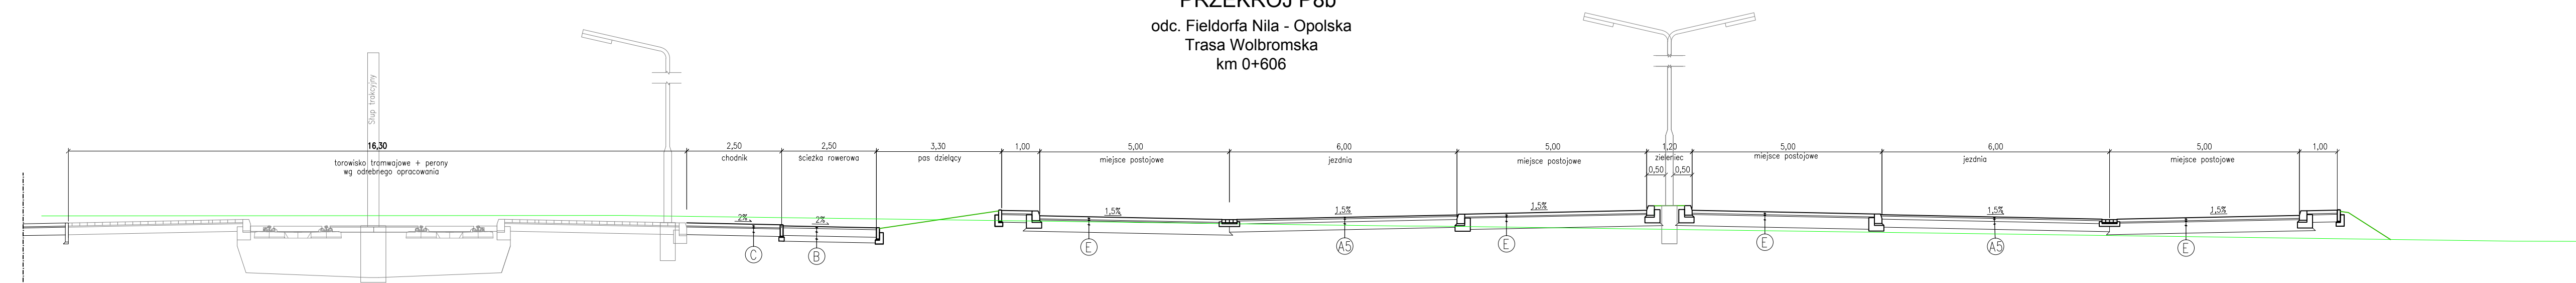 PRZEKRÓJ P8b
odc. Fieldorfa Nila - Opolska
Trasa Wolbromska
km 0+606
Słup trakcyjny
16,30
torowisko tramwajowe + perony
wg odrębnego opracowania
2,50
chodnik
2,50
ścieżka rowerowa
3,30
pas dzielący
1,00
5,00
miejsce postojowe
6,00
jezdnia
5,00
miejsce postojowe
1,20
zieleniec
0,50
0,50
5,00
miejsce postojowe
6,00
jezdnia
5,00
miejsce postojowe
1,00
2%
2%
1,5%
1,5%
1,5%
1,5%
1,5%
C
B
E
A5
E
E
A5
E